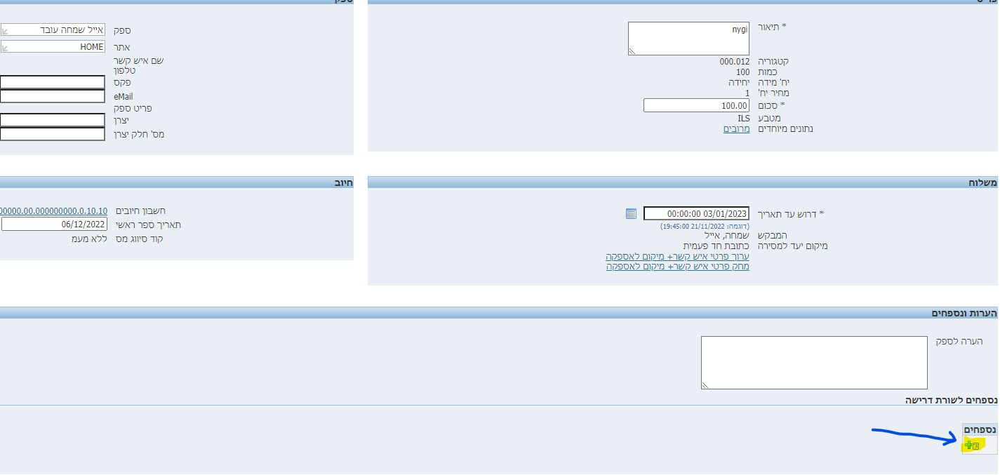 * תיאור
nygi
קטגוריה 000.012
כמות 100
יח' מידה יחידה
מחיר יח' 1
* סכום 100.00
מטבע ILS
נתונים מיוחדים מרובים
ספק אייל שמחה עובד
אתר HOME
שם איש קשר
טלפון
פקס
eMail
פריט ספק
יצרן
מס' חלק יצרן
משלוח
* דרוש עד תאריך 03/01/2023 00:00:00
(דוגמה: 21/11/2022 19:45:00)
המבקש שמחה, אייל
מיקום יעד למסירה כתובת חד פעמית
ערוך פרטי איש קשר+ מיקום לאספקה
מחק פרטי איש קשר+ מיקום לאספקה
חיוב
חשבון חיובים 00000.00.000000000.0.10.10
תאריך ספר ראשי 06/12/2022
קוד סיווג מס ללא מעמ
הערות ונספחים
הערה לספק
נספחים לשורת דרישה
נספחים